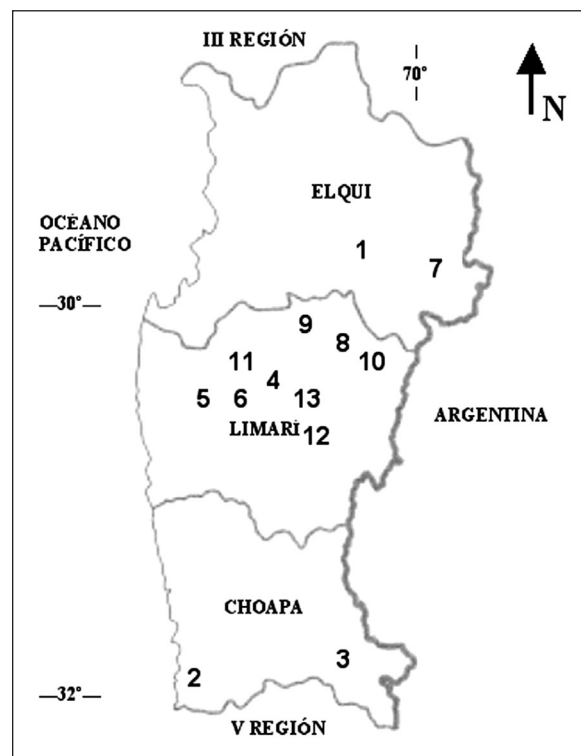 III REGIÓN
70°
N
ELQUI
OCÉANO
PACÍFICO
1
7
30°
9
8
11
10
4
5 6 13
ARGENTINA
LIMARÍ 12
CHOAPA
3
2
32°
V REGIÓN